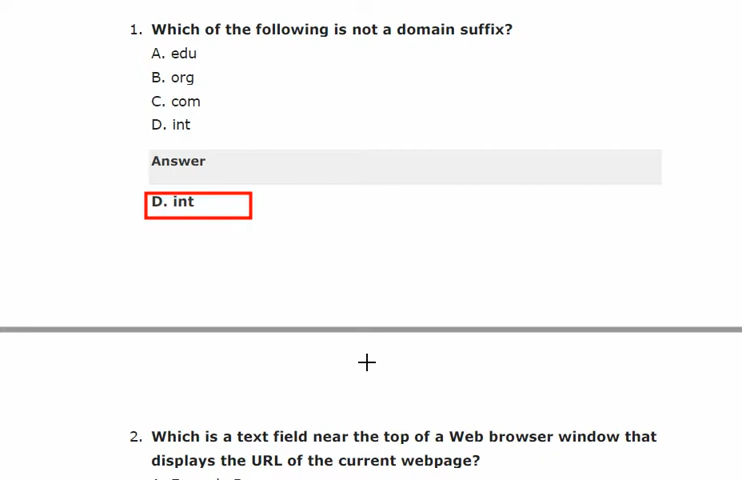 1. Which of the following is not a domain suffix?
A. edu
B. org
C. com
D. int
Answer
D. int
2. Which is a text field near the top of a Web browser window that
displays the URL of the current webpage?